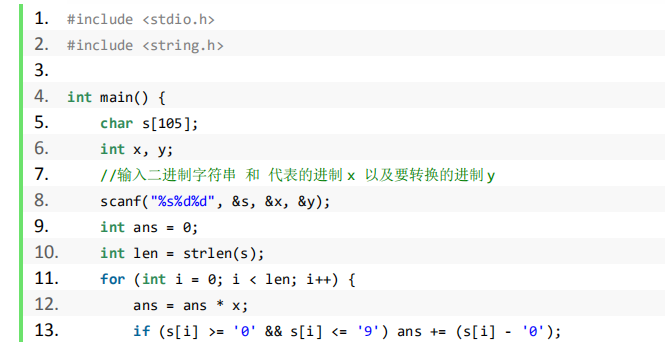 1. #include <stdio.h>
2. #include <string.h>
3.
4. int main() {
5. char s[105];
6. int x, y;
7. //输入二进制字符串 和 代表的进制 x 以及要转换的进制 y
8. scanf("%s%d%d", &s, &x, &y);
9. int ans = 0;
10. int len = strlen(s);
11. for (int i = 0; i < len; i++) {
12. ans = ans * x;
13. if (s[i] >= '0' && s[i] <= '9') ans += (s[i] - '0');